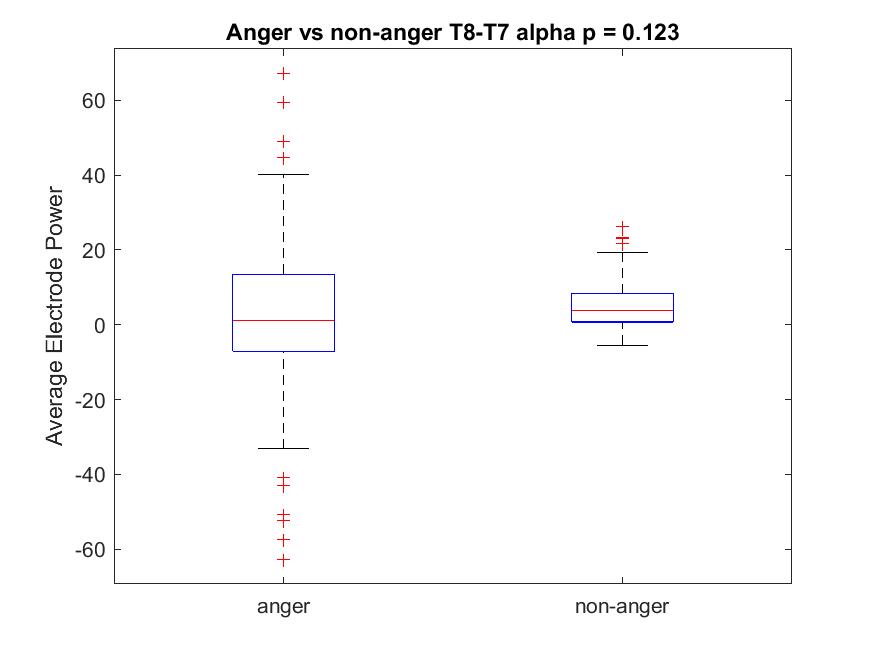 Anger vs non-anger T8-T7 alpha p = 0.123
Average Electrode Power
60
40
20
0
-20
-40
-60
anger
non-anger